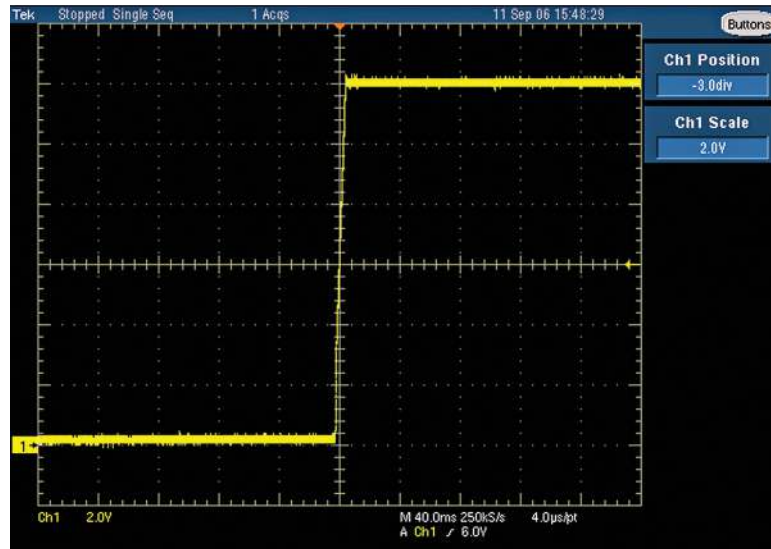 Tek Stopped Single Seq 1 Acqs 11 Sep 06 15:48:29
Buttons
Ch1 Position
-3.0div
Ch1 Scale
2.0V
1
Ch1 2.0V M 40.0ms 250kS/s 4.0µs/pt
A Ch1 ∕ 6.0V